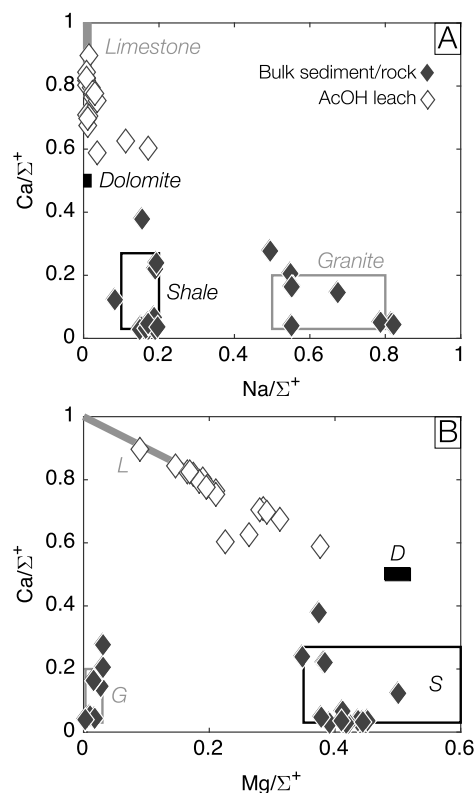 A
Limestone
Bulk sediment/rock
AcOH leach
Dolomite
Granite
Shale
Ca/Σ⁺
1
0.8
0.6
0.4
0.2
0
0 0.2 0.4 0.6 0.8 1
Na/Σ⁺
B
L
D
G
S
Ca/Σ⁺
1
0.8
0.6
0.4
0.2
0
0 0.2 0.4 0.6
Mg/Σ⁺